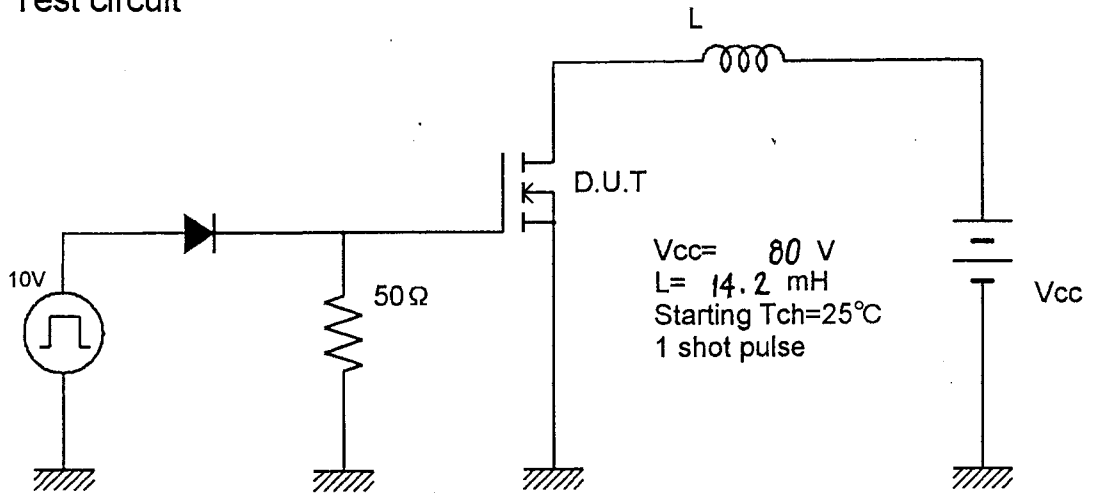 Test circuit
L
D.U.T
10V
50Ω
Vcc= 80 V
L= 14.2 mH
Starting Tch=25℃
1 shot pulse
Vcc